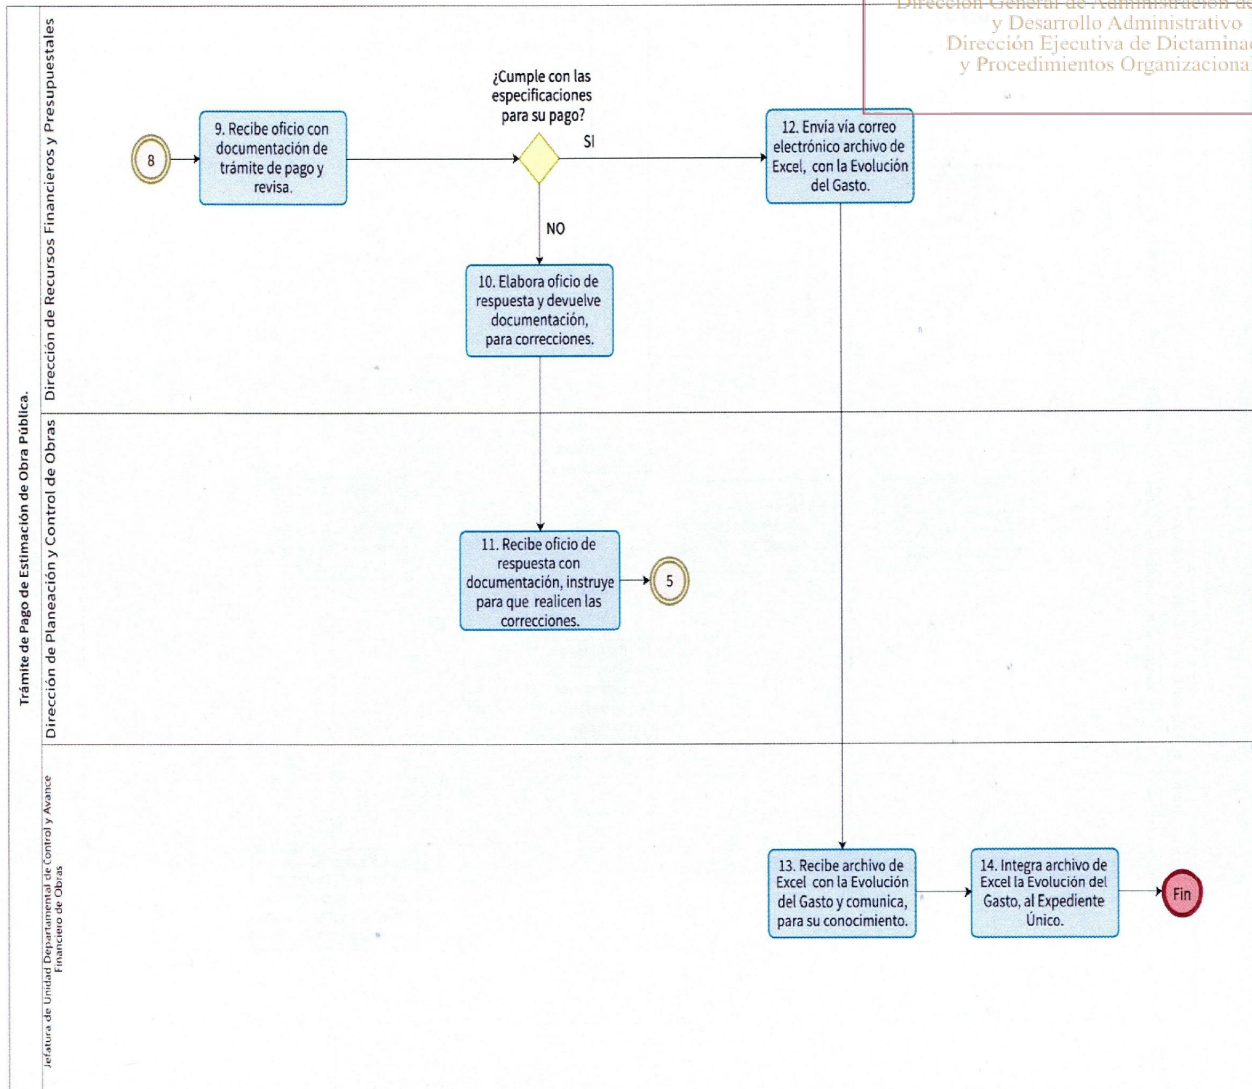 Dirección General de Administración de
y Desarrollo Administrativo
Dirección Ejecutiva de
y Procedimientos
Trámite de Pago de Estimación de Obra Pública.
Dirección de Recursos Financieros y Presupuestales
8
9. Recibe oficio con
documentación de
trámite de pago y
revisa.
¿Cumple con las
especificaciones
para su pago?
SI
12. Envía vía correo
electrónico archivo de
Excel, con la Evolución
del Gasto.
NO
10. Elabora oficio de
respuesta y devuelve
documentación,
para correcciones.
Dirección de Planeación y Control de Obras
11. Recibe oficio de
respuesta con
documentación, instruye
para que realicen las
correcciones.
5
Jefatura de Unidad Departamental de Control y Avance
Financiero de Obras
13. Recibe archivo de
Excel con la Evolución
del Gasto y comunica,
para su conocimiento.
14. Integra archivo de
Excel la Evolución del
Gasto, al Expediente
Único.
Fin